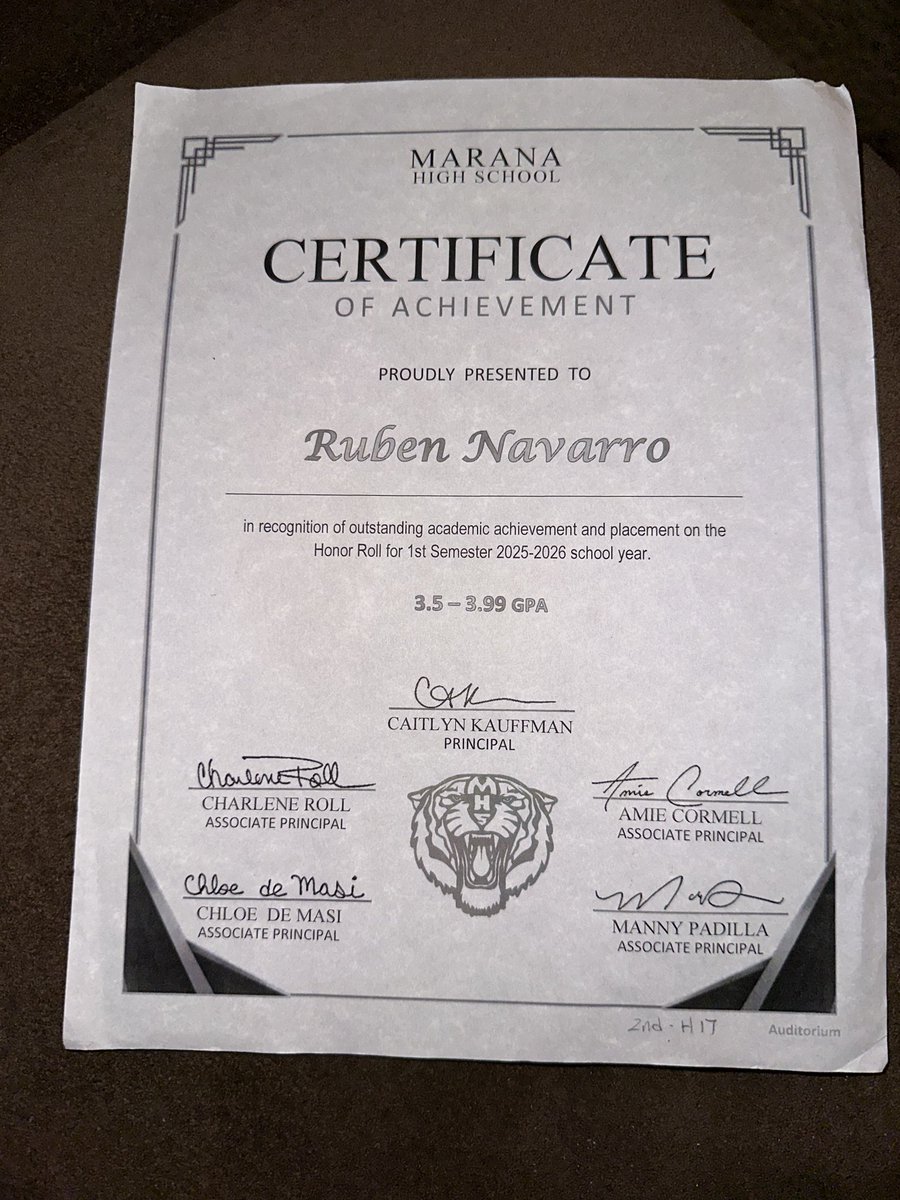 MARANA
HIGH SCHOOL
CERTIFICATE
OF ACHIEVEMENT
PROUDLY PRESENTED TO
Ruben Navarro
in recognition of outstanding academic achievement and placement on the
Honor Roll for 1st Semester 2025-2026 school year.
3.5 – 3.99 GPA
CAITLYN KAUFFMAN
PRINCIPAL
Charlene Roll
CHARLENE ROLL
ASSOCIATE PRINCIPAL
Amie Cormell
AMIE CORMELL
ASSOCIATE PRINCIPAL
MH
Chloe de Masi
CHLOE DE MASI
ASSOCIATE PRINCIPAL
MANNY PADILLA
ASSOCIATE PRINCIPAL
2nd - H17
Auditorium